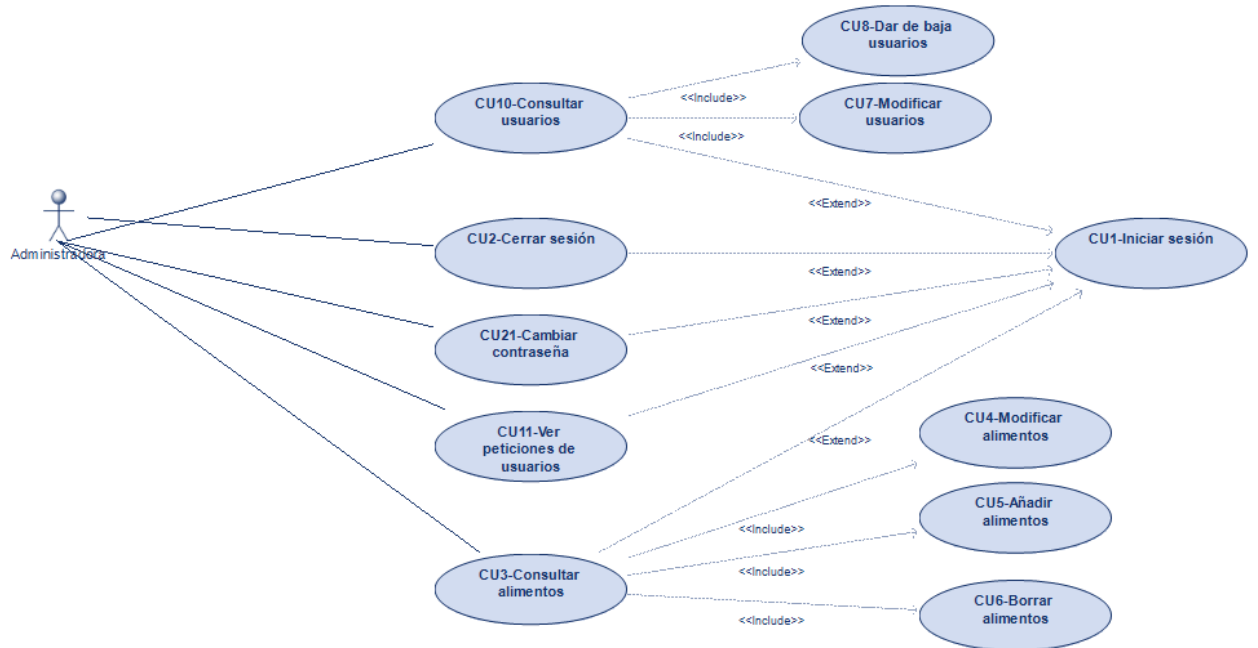 CU8-Dar de baja
usuarios
CU10-Consultar
usuarios
<<Include>>
CU7-Modificar
usuarios
<<Include>>
<<Extend>>
Administradora
CU2-Cerrar sesión
CU1-Iniciar sesión
<<Extend>>
CU21-Cambiar
contraseña
<<Extend>>
<<Extend>>
CU11-Ver
peticiones de
usuarios
CU4-Modificar
alimentos
<<Extend>>
CU5-Añadir
alimentos
<<Include>>
CU3-Consultar
alimentos
<<Include>>
CU6-Borrar
alimentos
<<Include>>